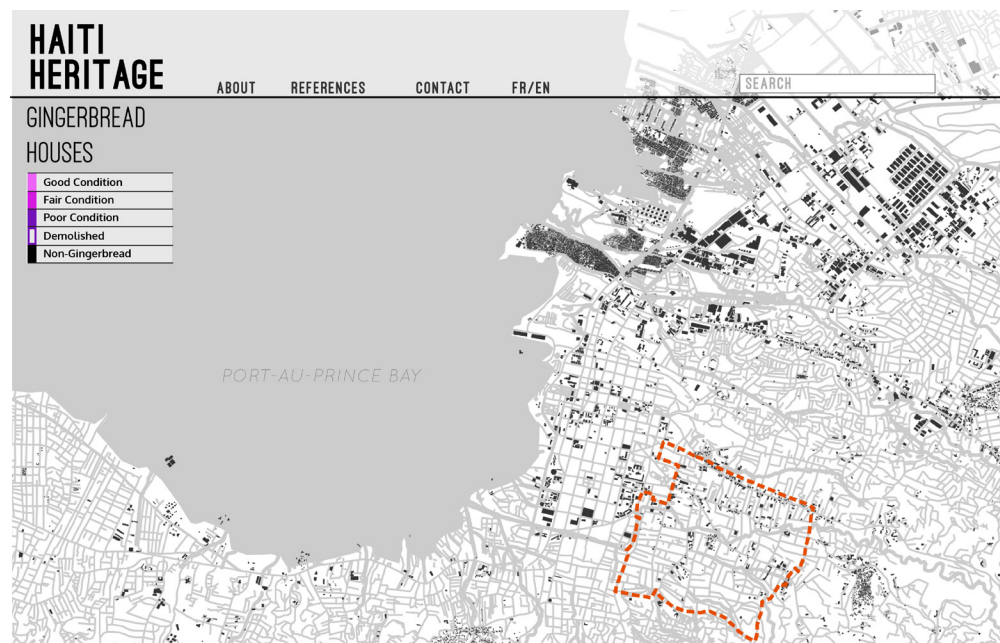 HAITI
HERITAGE
ABOUT REFERENCES CONTACT FR/EN
SEARCH
GINGERBREAD
HOUSES
Good Condition
Fair Condition
Poor Condition
Demolished
Non-Gingerbread
PORT-AU-PRINCE BAY